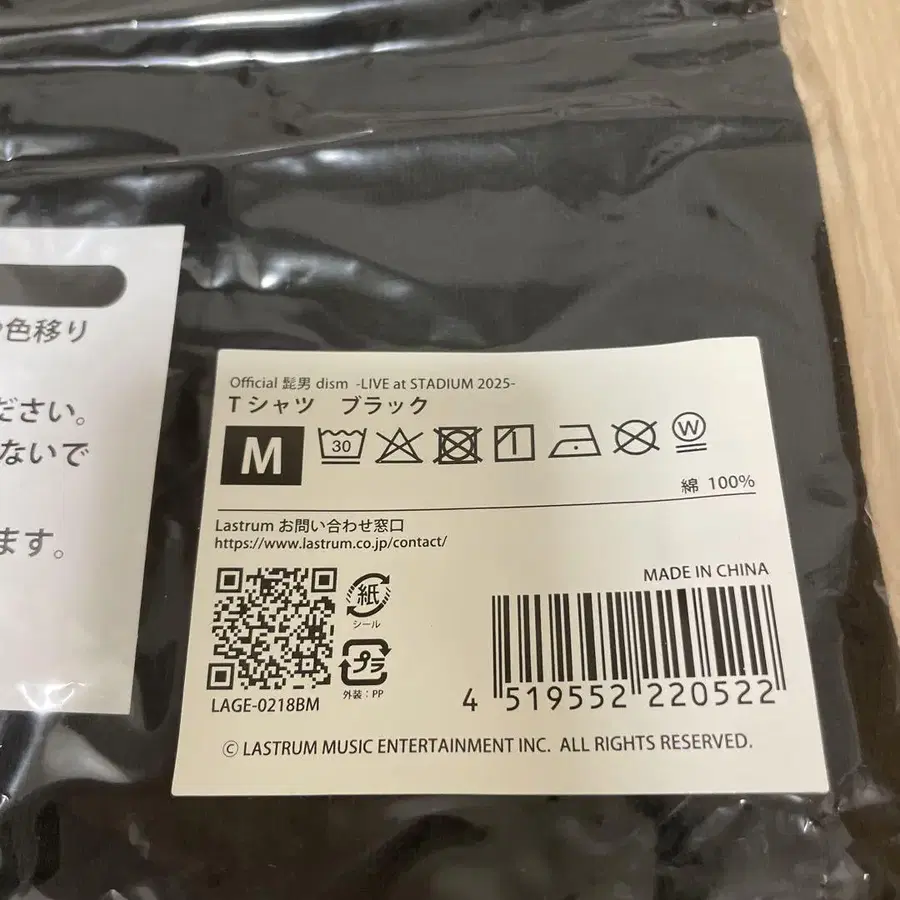 色移り
ださい。
ないで
ます。
Official 髭男 dism -LIVE at STADIUM 2025-
Tシャツ ブラック
M
30
W
綿 100%
Lastrum お問い合わせ窓口
https://www.lastrum.co.jp/contact/
MADE IN CHINA
紙
シール
プラ
外装：PP
LAGE-0218BM
4 519552 220522
© LASTRUM MUSIC ENTERTAINMENT INC. ALL RIGHTS RESERVED.